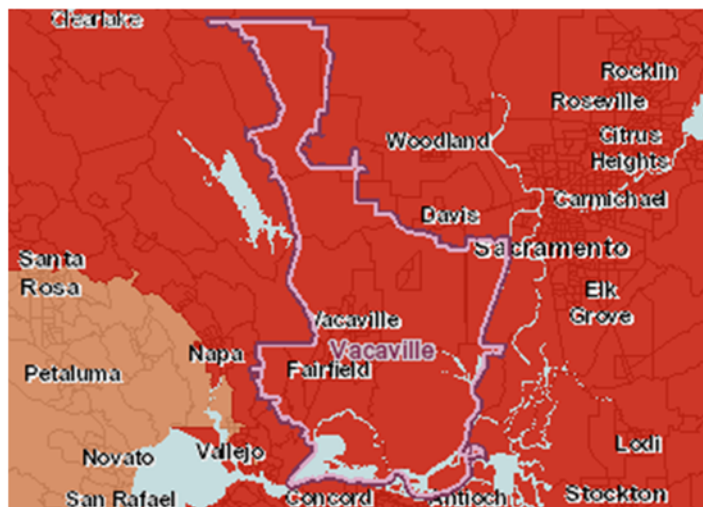 Clearlake
Rocklin
Roseville
Citrus
Heights
Woodland
Carmichael
Davis
Sacramento
Santa
Rosa
Elk
Grove
Vacaville
Vacaville
Napa
Fairfield
Petaluma
Lodi
Vallejo
Novato
San Rafael
Concord
Antioch
Stockton